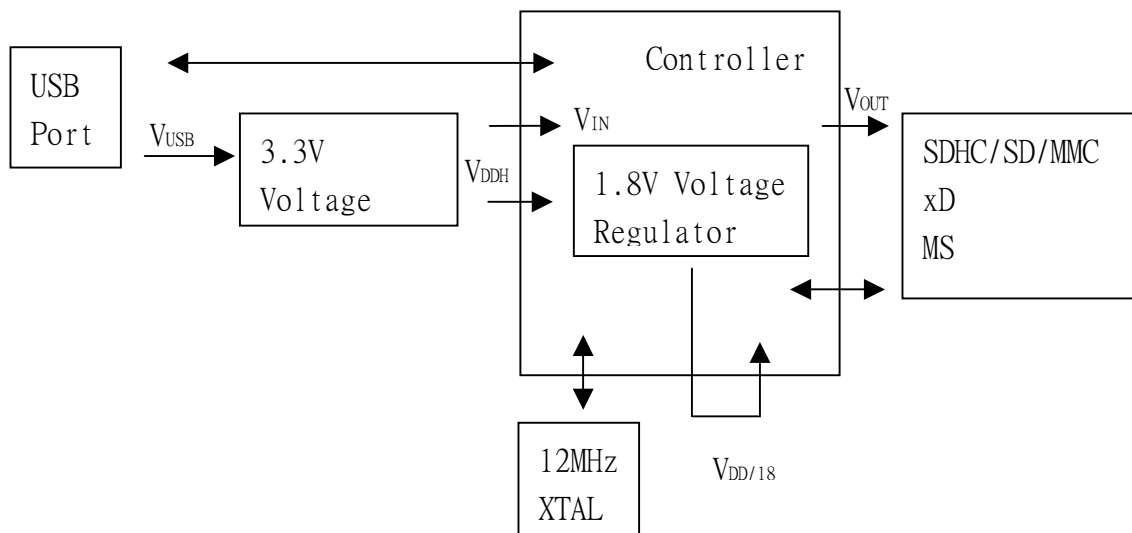 USB
Port
VUSB
3.3V
Voltage
VDDH
Controller
VIN
1.8V Voltage
Regulator
VOUT
SDHC/SD/MMC
xD
MS
12MHz
XTAL
VDD/18